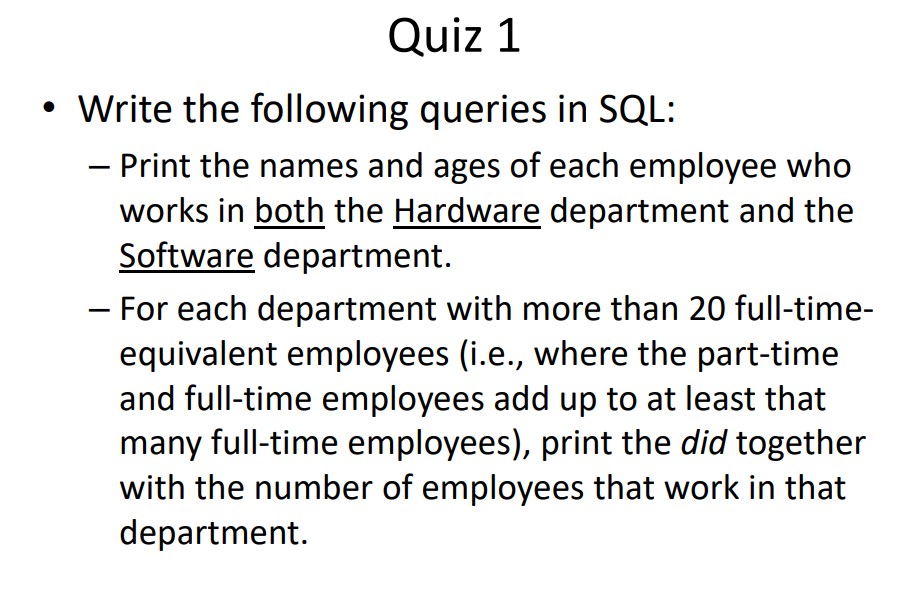 Quiz 1
• Write the following queries in SQL:
– Print the names and ages of each employee who
works in both the Hardware department and the
Software department.
– For each department with more than 20 full-time-
equivalent employees (i.e., where the part-time
and full-time employees add up to at least that
many full-time employees), print the did together
with the number of employees that work in that
department.